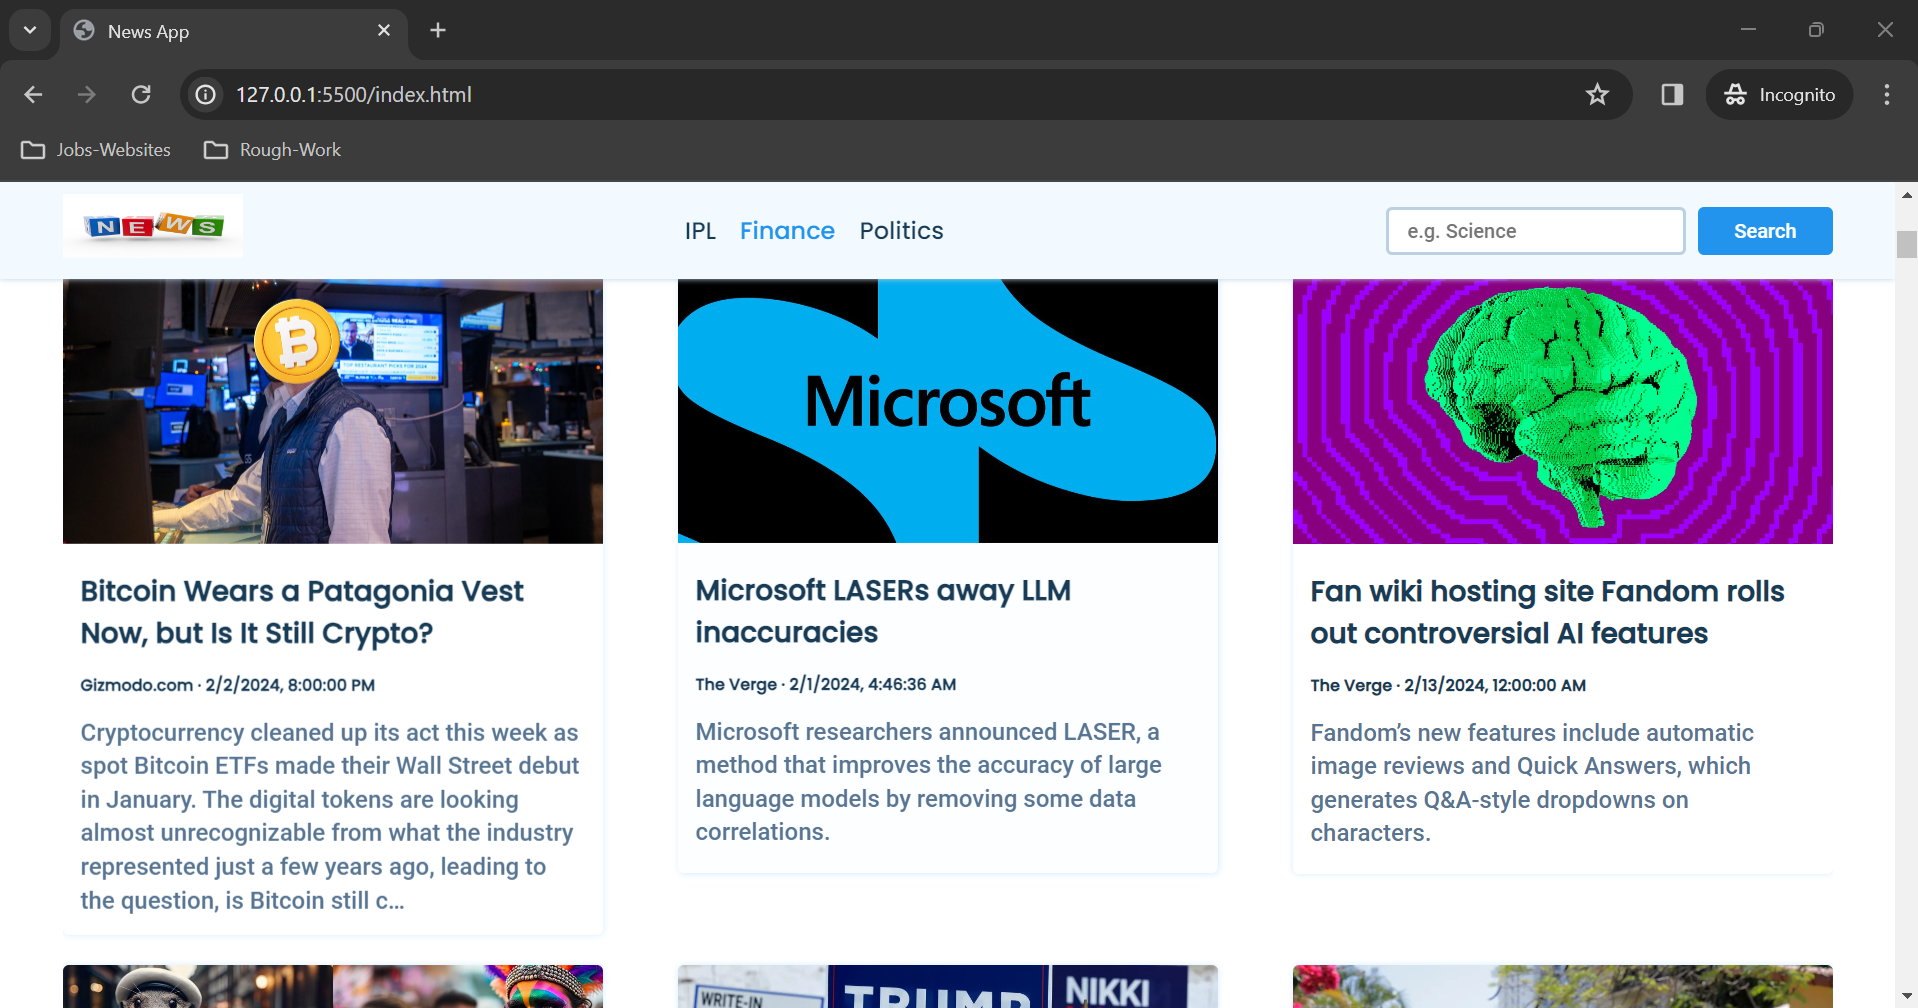 News App
127.0.0.1:5500/index.html
Incognito
Jobs-Websites
Rough-Work
NEWS
IPL
Finance
Politics
e.g. Science
Search
TOP RESTAURANT PICKS FOR 2024
Microsoft
Bitcoin Wears a Patagonia Vest
Now, but Is It Still Crypto?
Gizmodo.com · 2/2/2024, 8:00:00 PM
Cryptocurrency cleaned up its act this week as
spot Bitcoin ETFs made their Wall Street debut
in January. The digital tokens are looking
almost unrecognizable from what the industry
represented just a few years ago, leading to
the question, is Bitcoin still c…
Microsoft LASERs away LLM
inaccuracies
The Verge · 2/1/2024, 4:46:36 AM
Microsoft researchers announced LASER, a
method that improves the accuracy of large
language models by removing some data
correlations.
Fan wiki hosting site Fandom rolls
out controversial AI features
The Verge · 2/13/2024, 12:00:00 AM
Fandom’s new features include automatic
image reviews and Quick Answers, which
generates Q&A-style dropdowns on
characters.
WRITE-IN
TRUMP
NIKKI